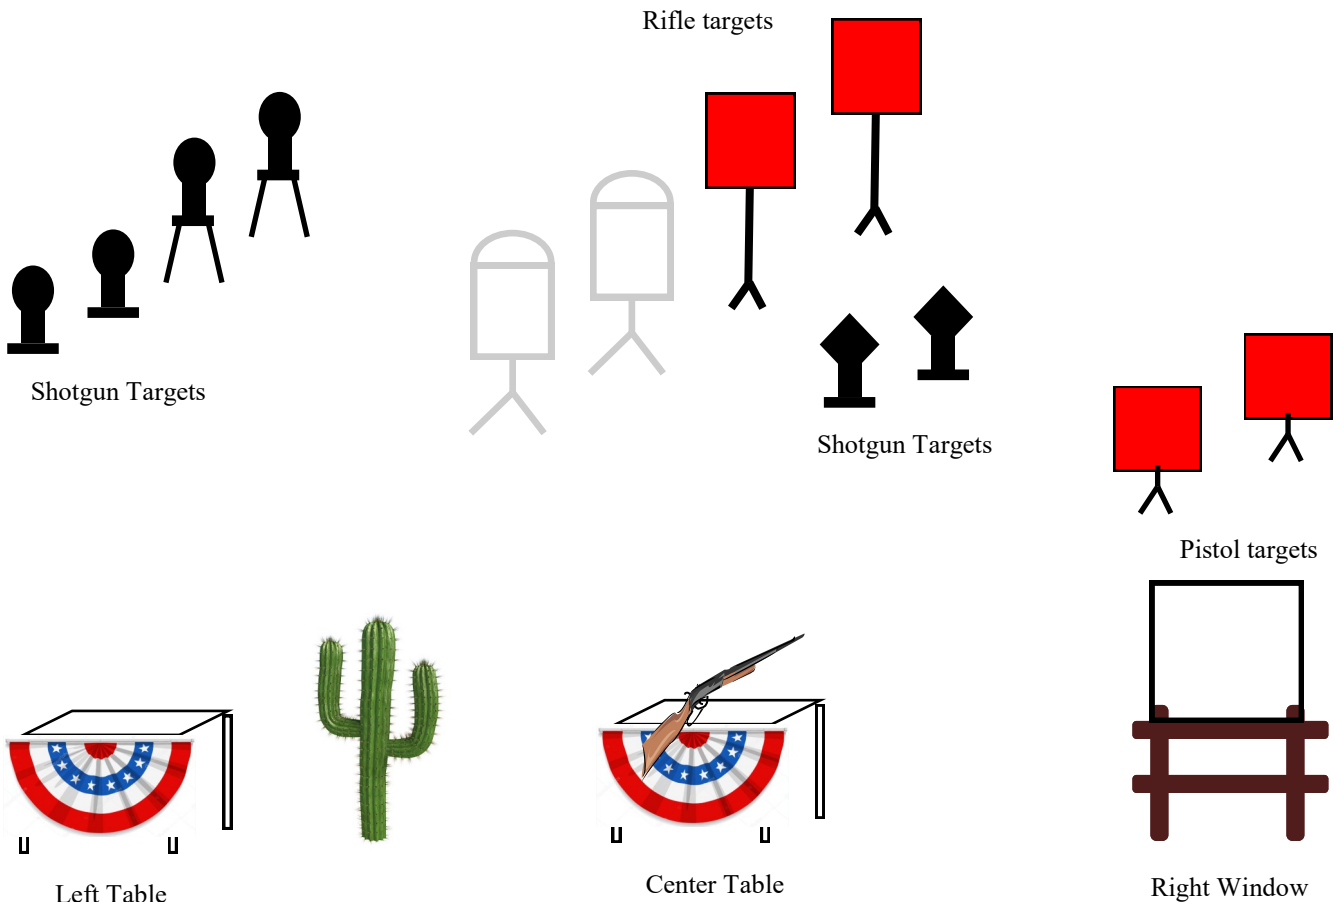 Rifle targets
Shotgun Targets
Shotgun Targets
Pistol targets
Left Table
Center Table
Right Window